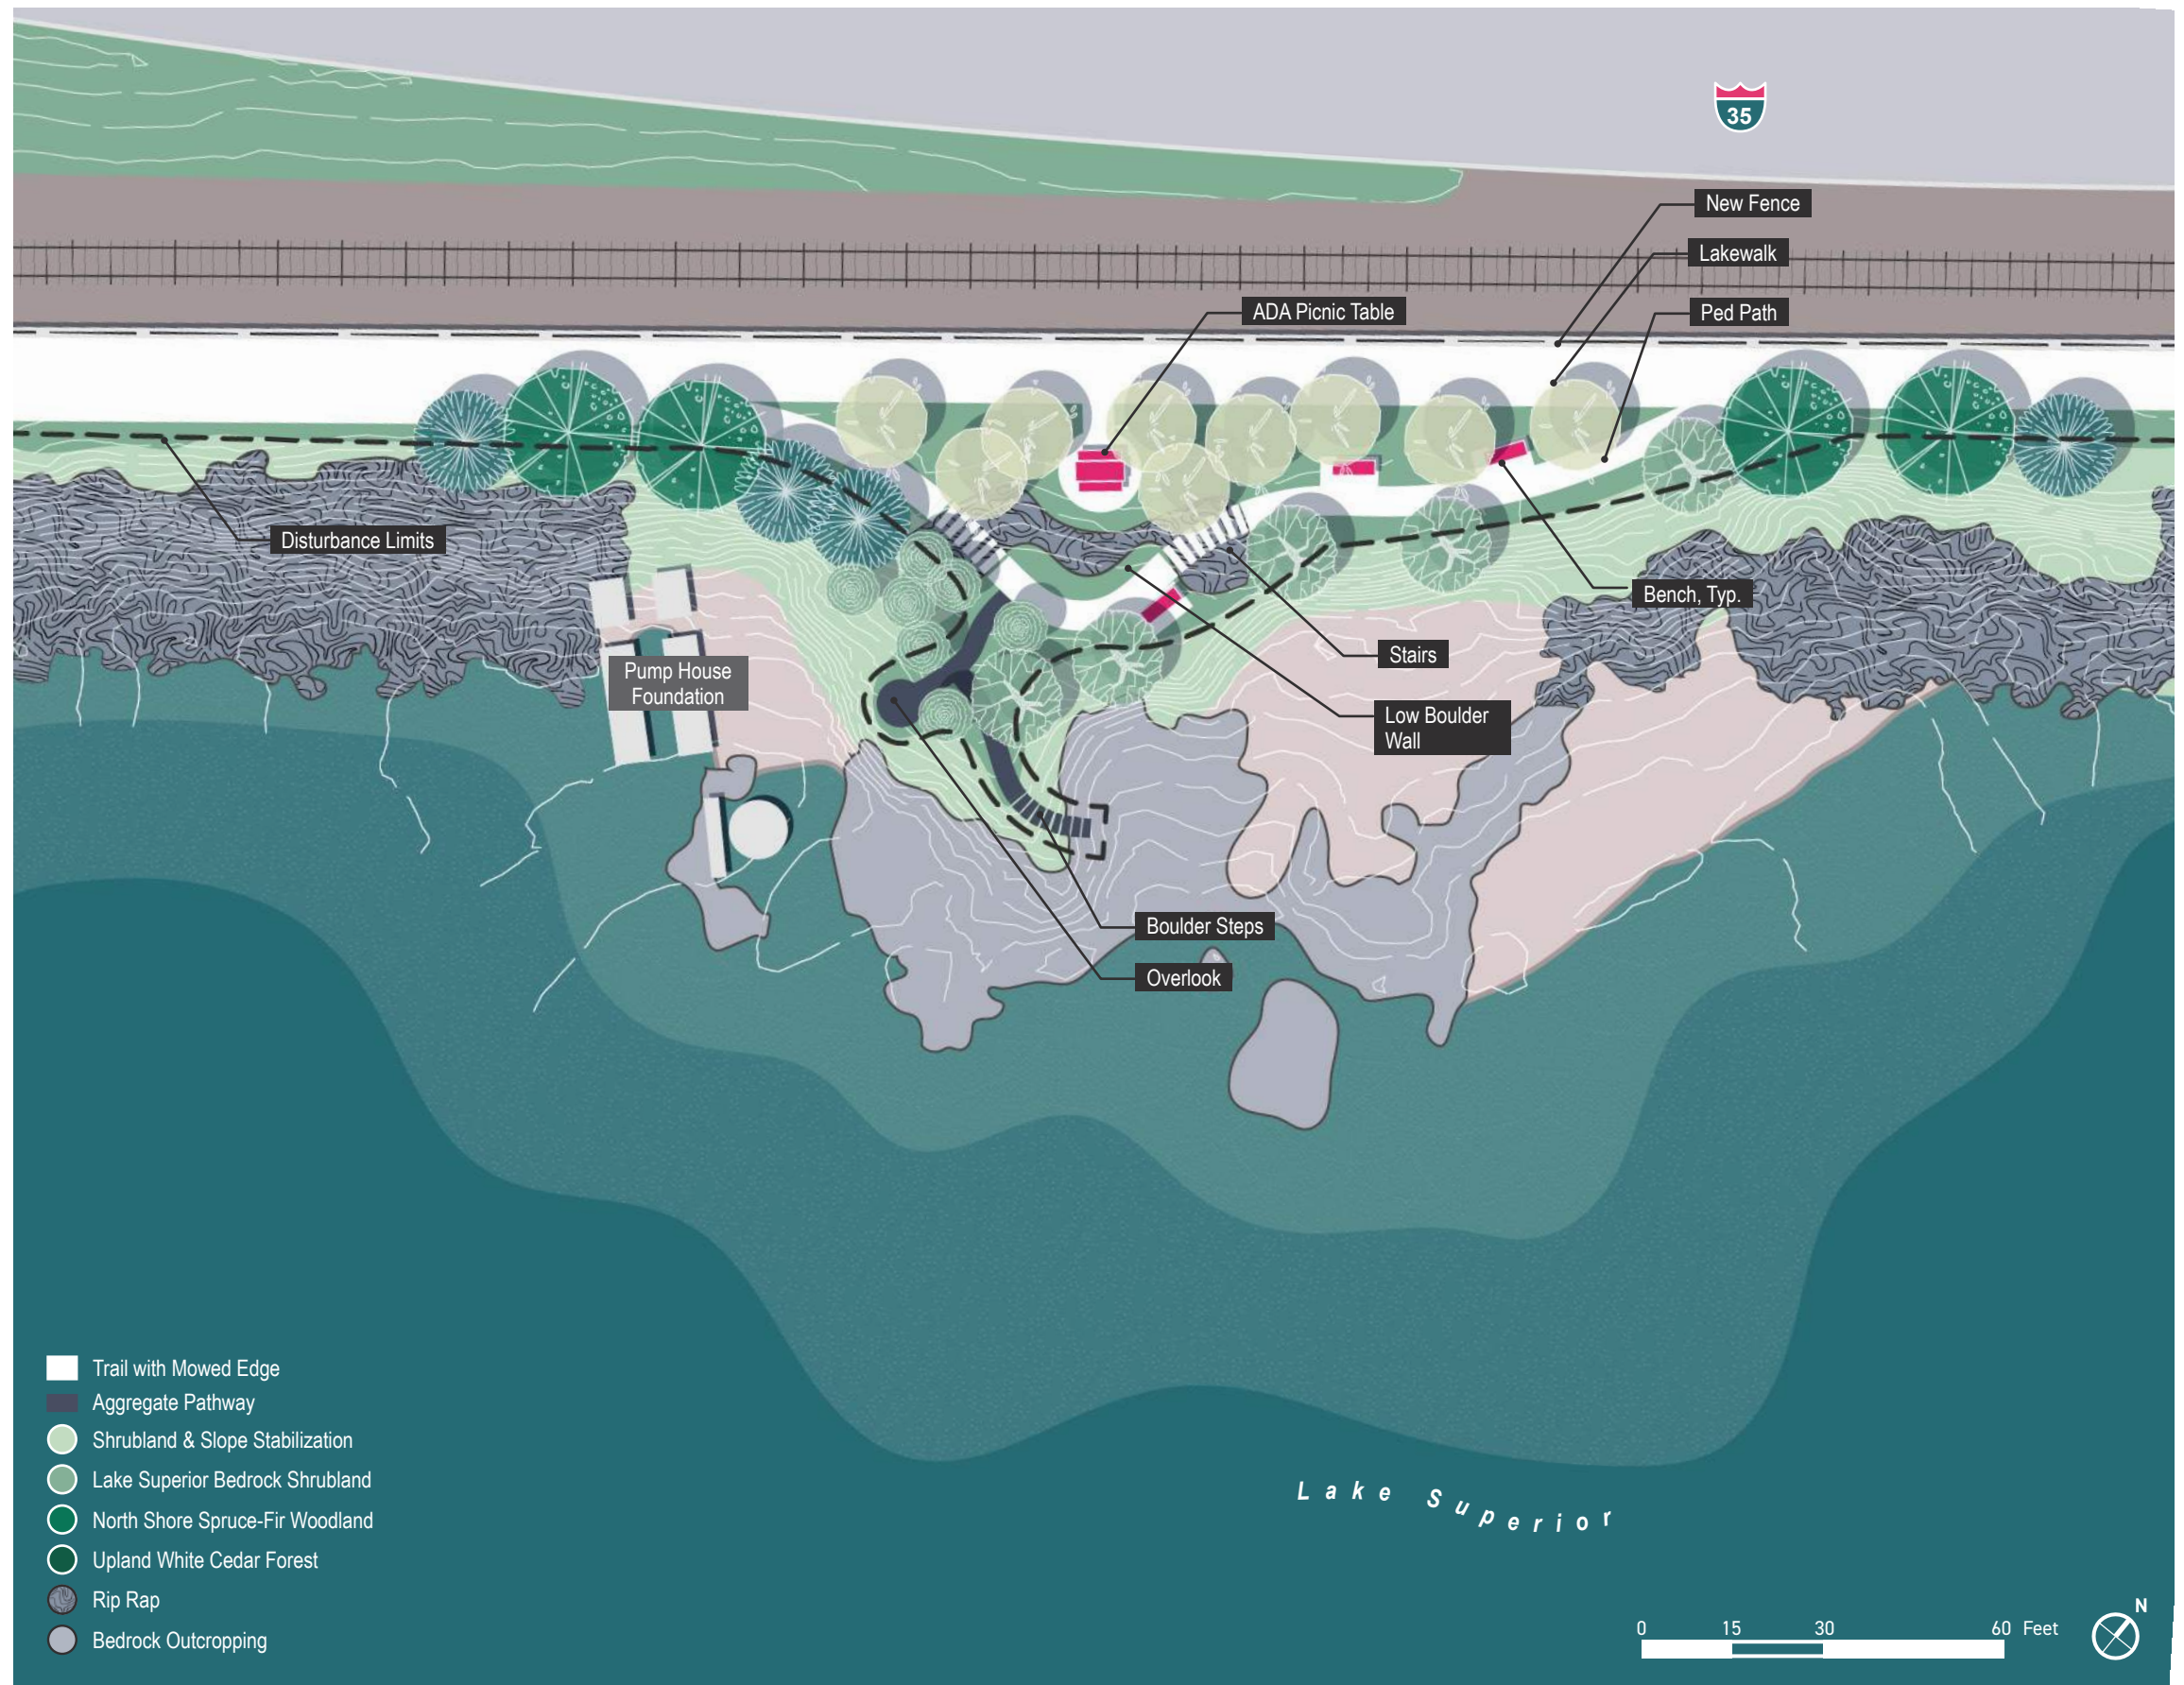 35
New Fence
Lakewalk
ADA Picnic Table
Ped Path
Disturbance Limits
Bench, Typ.
Stairs
Pump House
Foundation
Low Boulder
Wall
Boulder Steps
Overlook
Trail with Mowed Edge
Aggregate Pathway
Shrubland & Slope Stabilization
Lake Superior Bedrock Shrubland
North Shore Spruce-Fir Woodland
Upland White Cedar Forest
Rip Rap
Bedrock Outcropping
Lake Superior
0 15 30 60 Feet
N